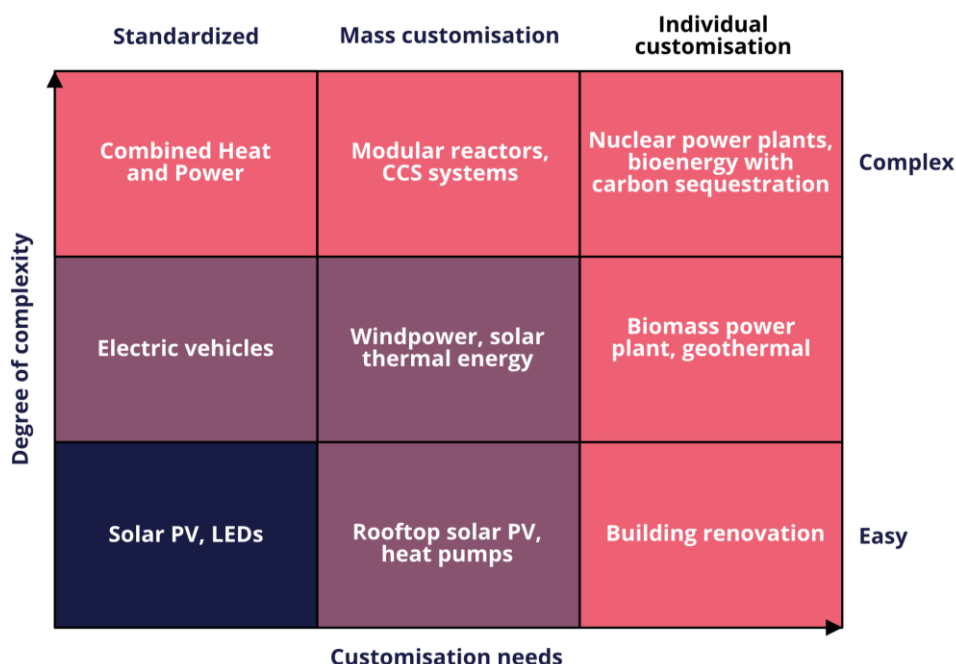 Standardized
Mass customisation
Individual
customisation
Combined Heat
and Power
Modular reactors,
CCS systems
Nuclear power plants,
bioenergy with
carbon sequestration
Complex
Degree of complexity
Electric vehicles
Windpower, solar
thermal energy
Biomass power
plant, geothermal
Solar PV, LEDs
Rooftop solar PV,
heat pumps
Building renovation
Easy
Customisation needs